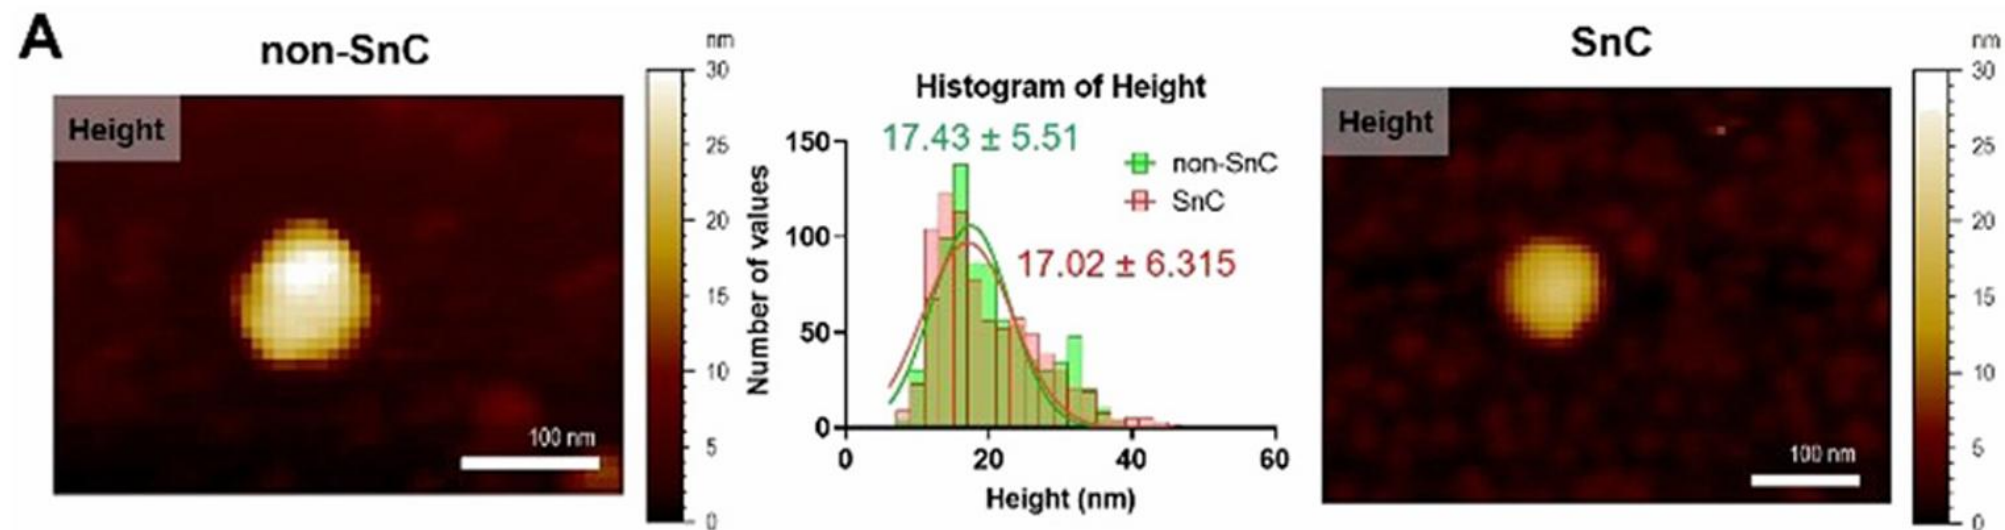 A
non-SnC
Height
100 nm
nm
30
25
20
15
10
5
0
Histogram of Height
17.43 ± 5.51
non-SnC
SnC
17.02 ± 6.315
Number of values
150
100
50
0
0 20 40 60
Height (nm)
SnC
Height
100 nm
nm
30
25
20
15
10
5
0